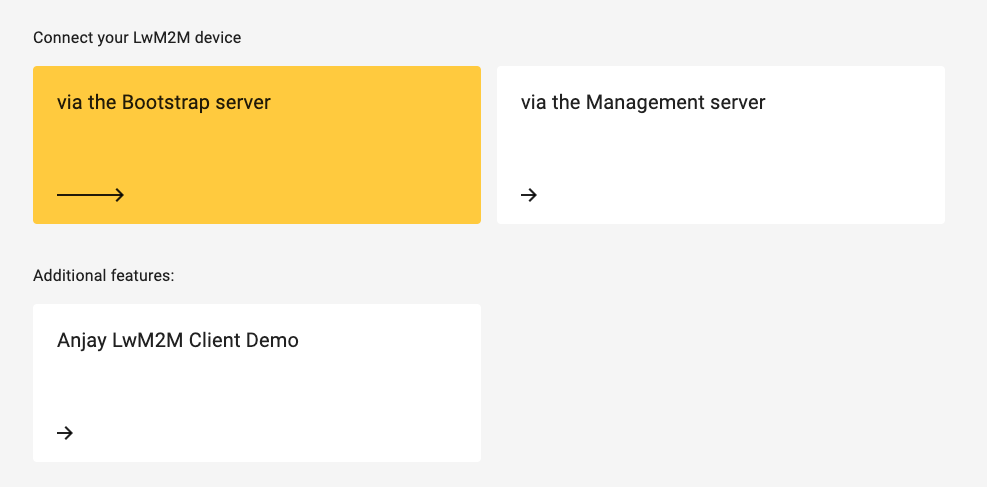 Connect your LwM2M device
via the Bootstrap server
via the Management server
Additional features:
Anjay LwM2M Client Demo